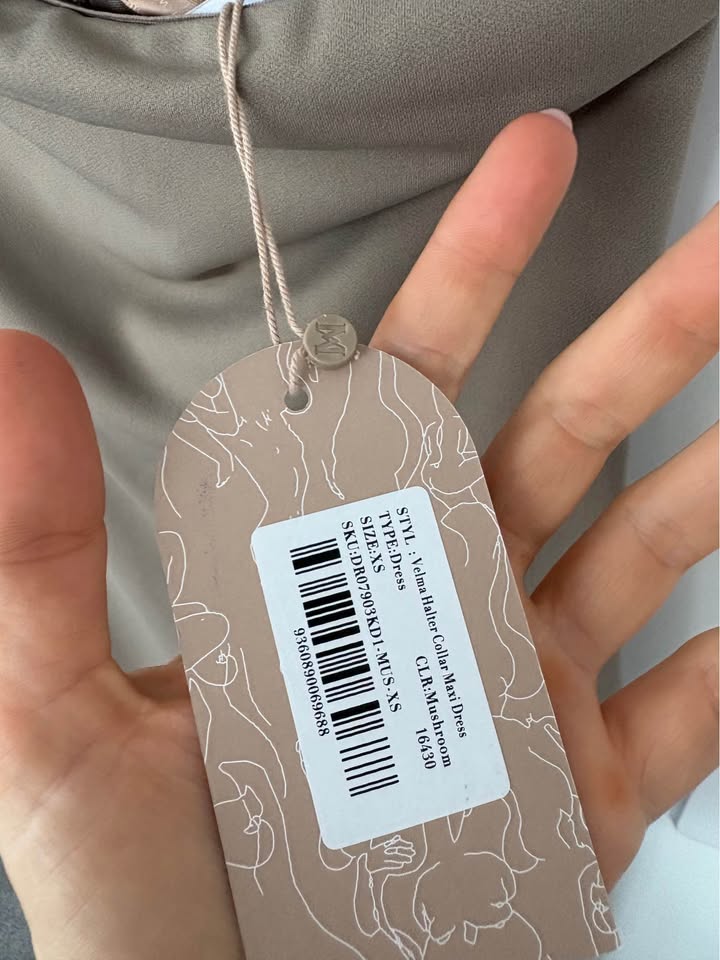 M
STYL : Velma Halter Collar Maxi Dress
TYPE:Dress CLR:Mushroom
SIZE:XS 16430
SKU:DR07903KD1-MUS-XS
9360890069688